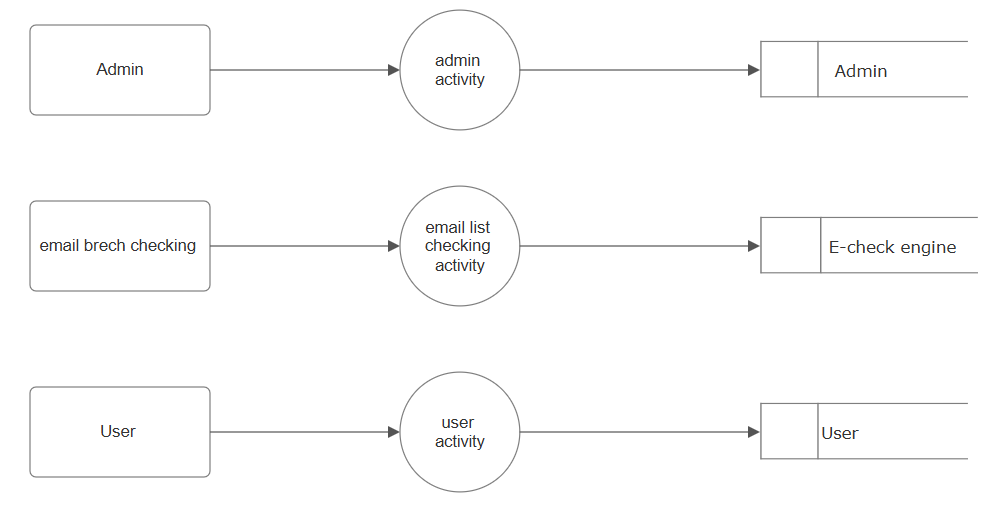 Admin
admin
activity
Admin
email brech checking
email list
checking
activity
E-check engine
User
user
activity
User